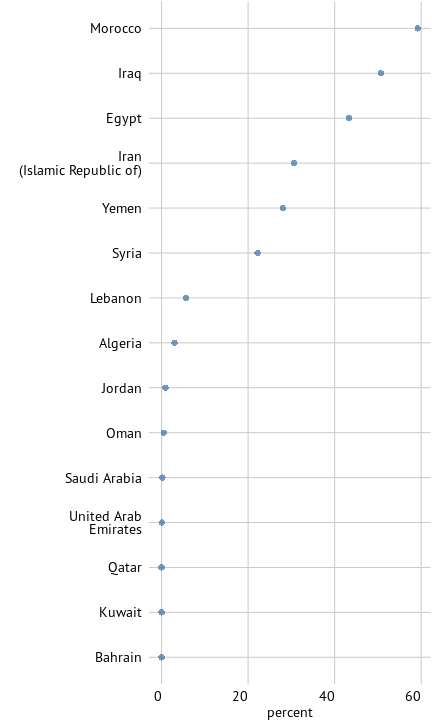 Morocco
Iraq
Egypt
Iran
(Islamic Republic of)
Yemen
Syria
Lebanon
Algeria
Jordan
Oman
Saudi Arabia
United Arab
Emirates
Qatar
Kuwait
Bahrain
0 20 40 60
percent